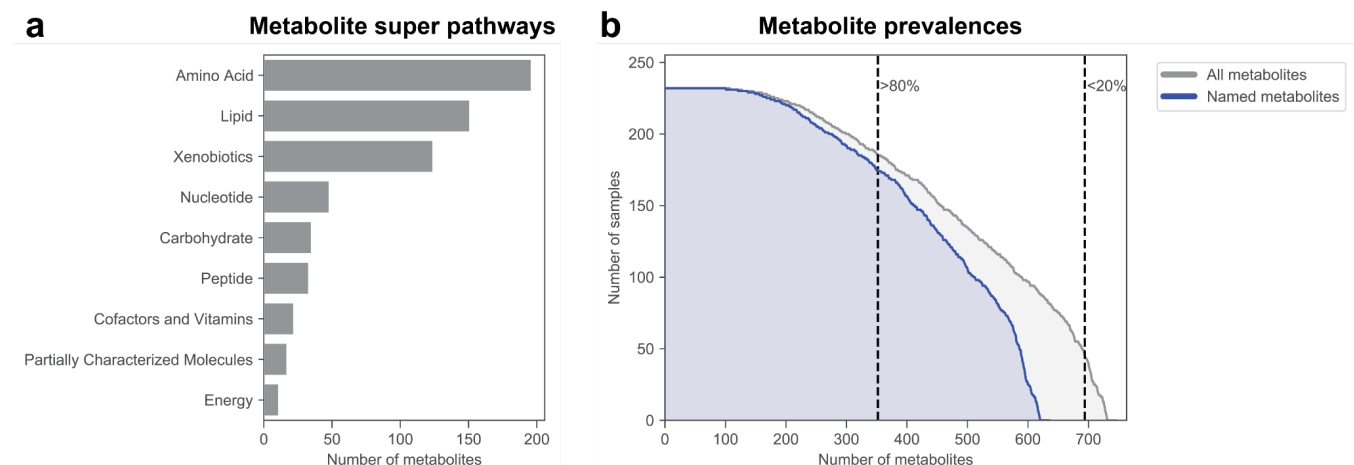 a
Metabolite super pathways
Amino Acid
Lipid
Xenobiotics
Nucleotide
Carbohydrate
Peptide
Cofactors and Vitamins
Partially Characterized Molecules
Energy
0 50 100 150 200
Number of metabolites
b
Metabolite prevalences
250
200
150
100
50
0
Number of samples
>80%
<20%
0 100 200 300 400 500 600 700
Number of metabolites
All metabolites
Named metabolites